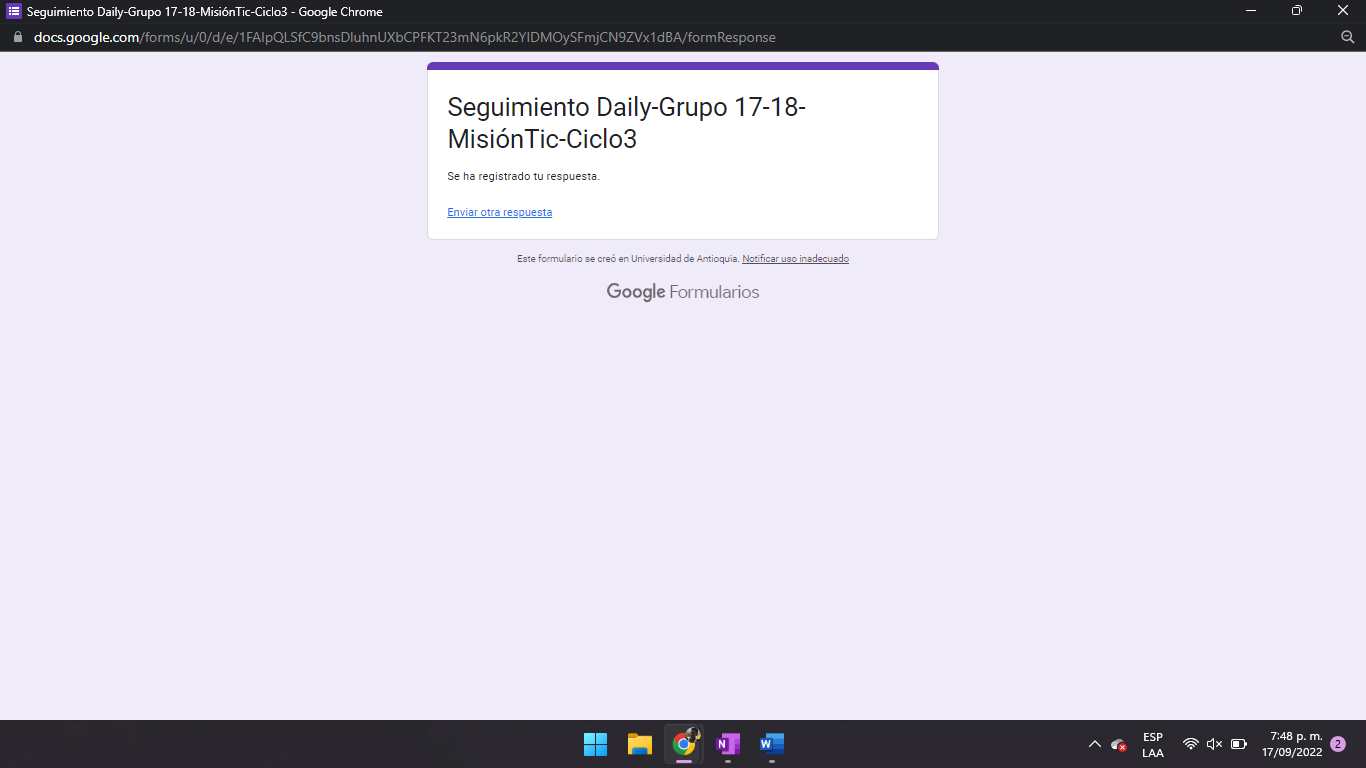 Seguimiento Daily-Grupo 17-18-MisiónTic-Ciclo3 - Google Chrome
docs.google.com/forms/u/0/d/e/1FAIpQLSfC9bnsDluhnUXbCPFKT23mN6pkR2YlDMOySFmjCN9ZVx1dBA/formResponse
Seguimiento Daily-Grupo 17-18-
MisiónTic-Ciclo3
Se ha registrado tu respuesta.
Enviar otra respuesta
Este formulario se creó en Universidad de Antioquia. Notificar uso inadecuado
Google Formularios
ESP
LAA
7:48 p. m.
17/09/2022
2